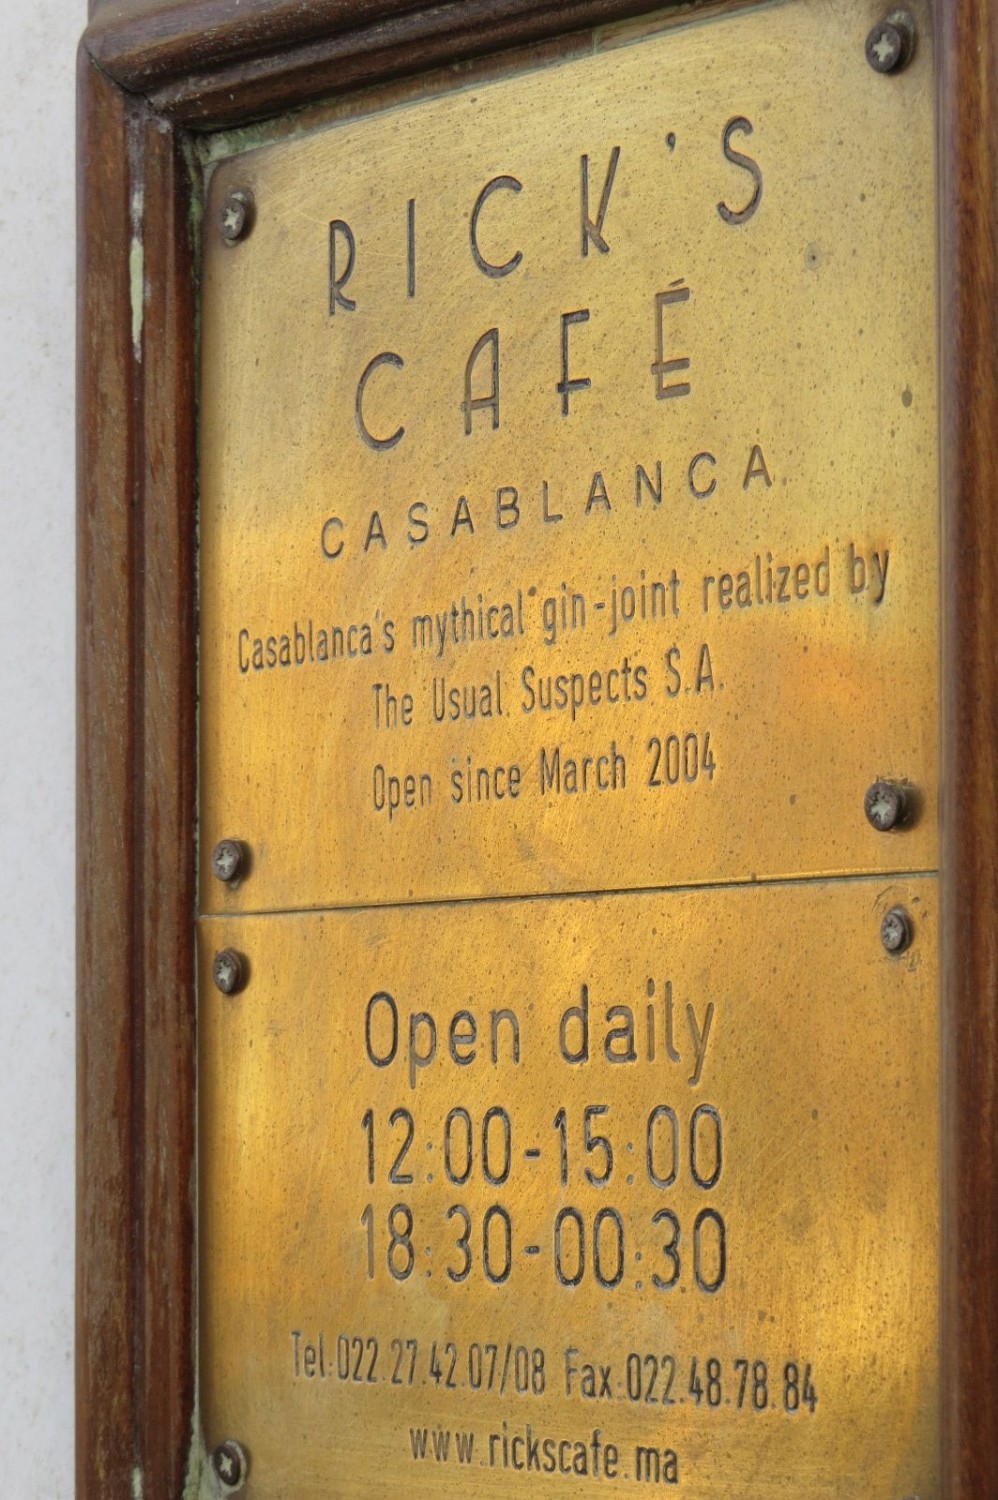 RICK'S
CAFÉ
CASABLANCA
Casablanca's mythical gin-joint realized by
The Usual Suspects S.A.
Open since March 2004
Open daily
12:00-15:00
18:30-00:30
Tel:022.27.42.07/08 Fax:022.48.78.84
www.rickscafe.ma